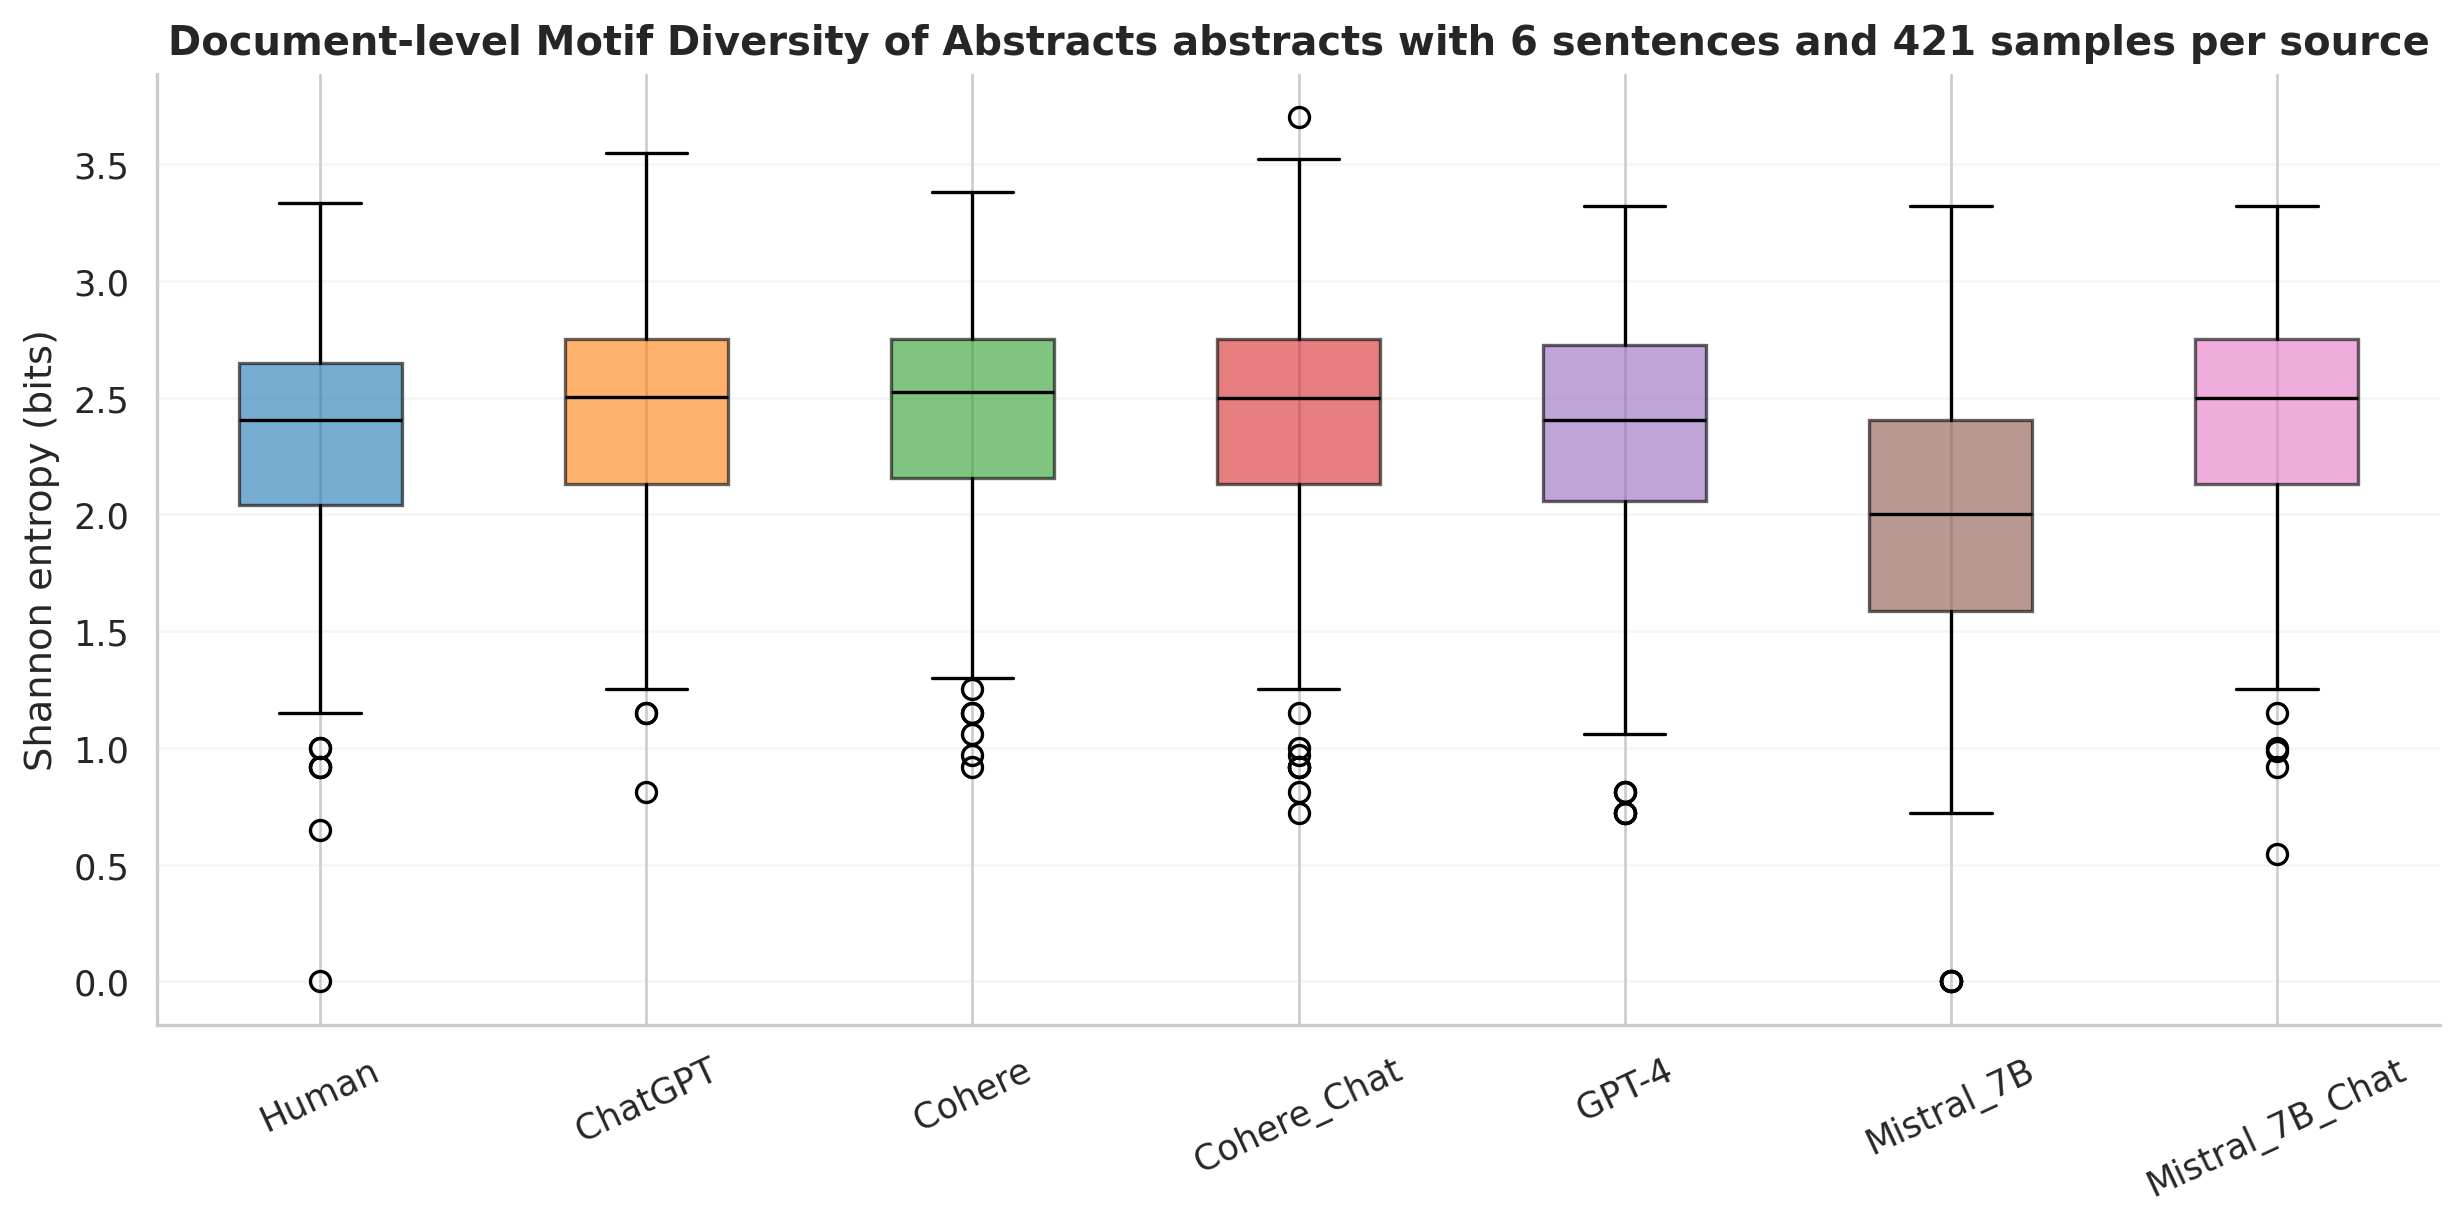 Document-level Motif Diversity of Abstracts abstracts with 6 sentences and 421 samples per source
Shannon entropy (bits)
3.5
3.0
2.5
2.0
1.5
1.0
0.5
0.0
Human
ChatGPT
Cohere
Cohere_Chat
GPT-4
Mistral_7B
Mistral_7B_Chat